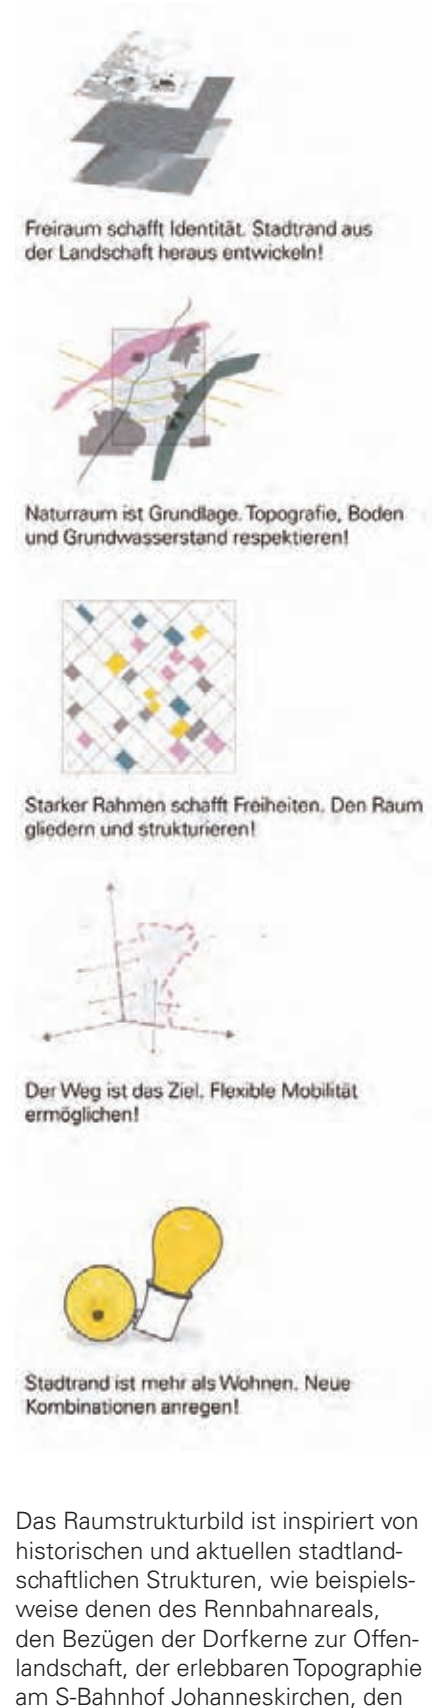 Freiraum schafft Identität. Stadtrand aus
der Landschaft heraus entwickeln!
Naturraum ist Grundlage. Topografie, Boden
und Grundwasserstand respektieren!
Starker Rahmen schafft Freiheiten. Den Raum
gliedern und strukturieren!
Der Weg ist das Ziel. Flexible Mobilität
ermöglichen!
Stadtrand ist mehr als Wohnen. Neue
Kombinationen anregen!
Das Raumstrukturbild ist inspiriert von
historischen und aktuellen stadtland-
schaftlichen Strukturen, wie beispiels-
weise denen des Rennbahnareals,
den Bezügen der Dorfkerne zur Offen-
landschaft, der erlebbaren Topographie
am S-Bahnhof Johanneskirchen, den